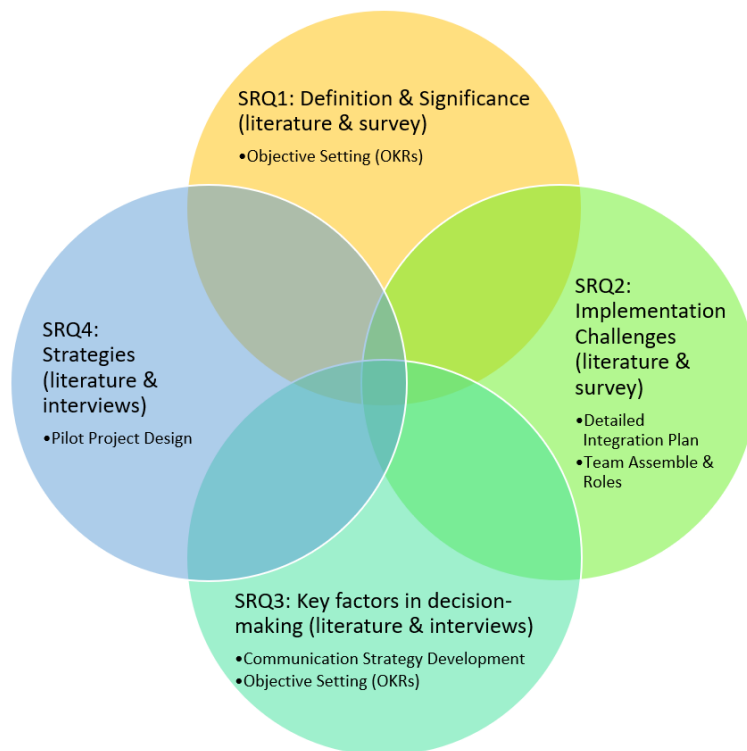 SRQ1: Definition & Significance
(literature & survey)
•Objective Setting (OKRs)
SRQ2:
Implementation
Challenges
(literature &
survey)
•Detailed
Integration Plan
•Team Assemble &
Roles
SRQ4:
Strategies
(literature &
interviews)
•Pilot Project Design
SRQ3: Key factors in decision-
making (literature & interviews)
•Communication Strategy Development
•Objective Setting (OKRs)